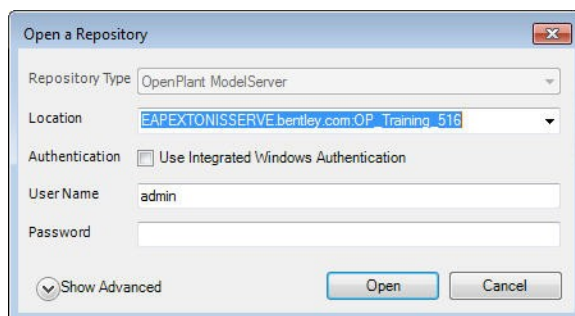 Open a Repository
Repository Type OpenPlant ModelServer
Location EAPEXTONISSERVE.bentley.com:OP_Training_516
Authentication Use Integrated Windows Authentication
User Name admin
Password
Show Advanced Open Cancel